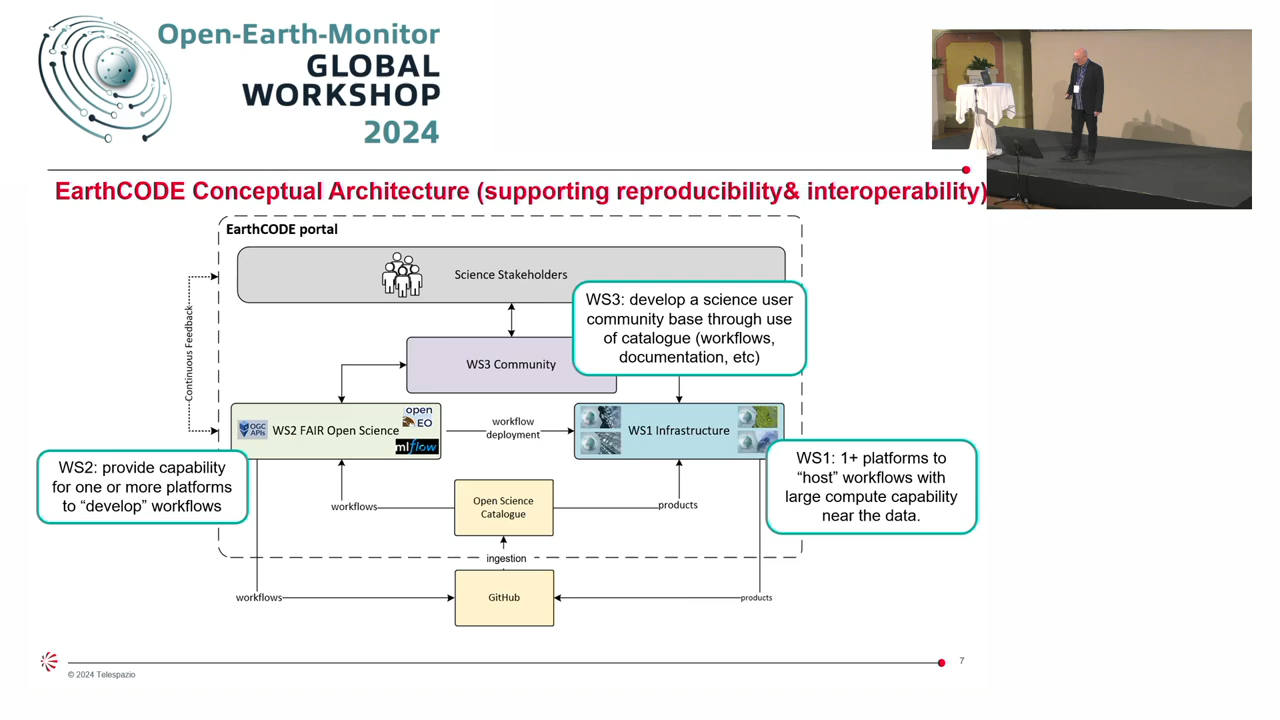 Open-Earth-Monitor
GLOBAL
WORKSHOP
2024
EarthCODE Conceptual Architecture (supporting reproducibility& interoperability)
EarthCODE portal
Science Stakeholders
WS3: develop a science user
community base through use
of catalogue (workflows,
documentation, etc)
Continuous Feedback
WS3 Community
OGC
APIs
WS2 FAIR Open Science
open
EO
mlflow
workflow
deployment
WS1 Infrastructure
WS2: provide capability
for one or more platforms
to “develop” workflows
WS1: 1+ platforms to
“host” workflows with
large compute capability
near the data.
workflows
Open Science
Catalogue
products
ingestion
workflows
GitHub
products
7
© 2024 Telespazio